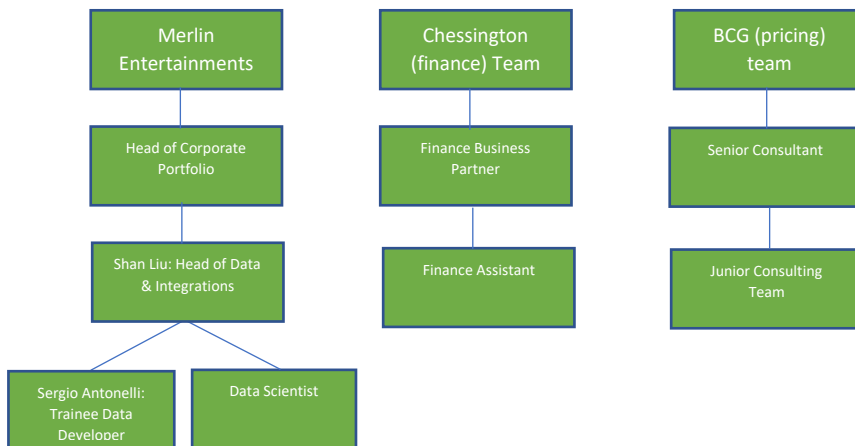 Merlin
Entertainments
Chessington
(finance) Team
BCG (pricing)
team
Head of Corporate
Portfolio
Finance Business
Partner
Senior Consultant
Shan Liu: Head of Data
& Integrations
Finance Assistant
Junior Consulting
Team
Sergio Antonelli:
Trainee Data
Developer
Data Scientist